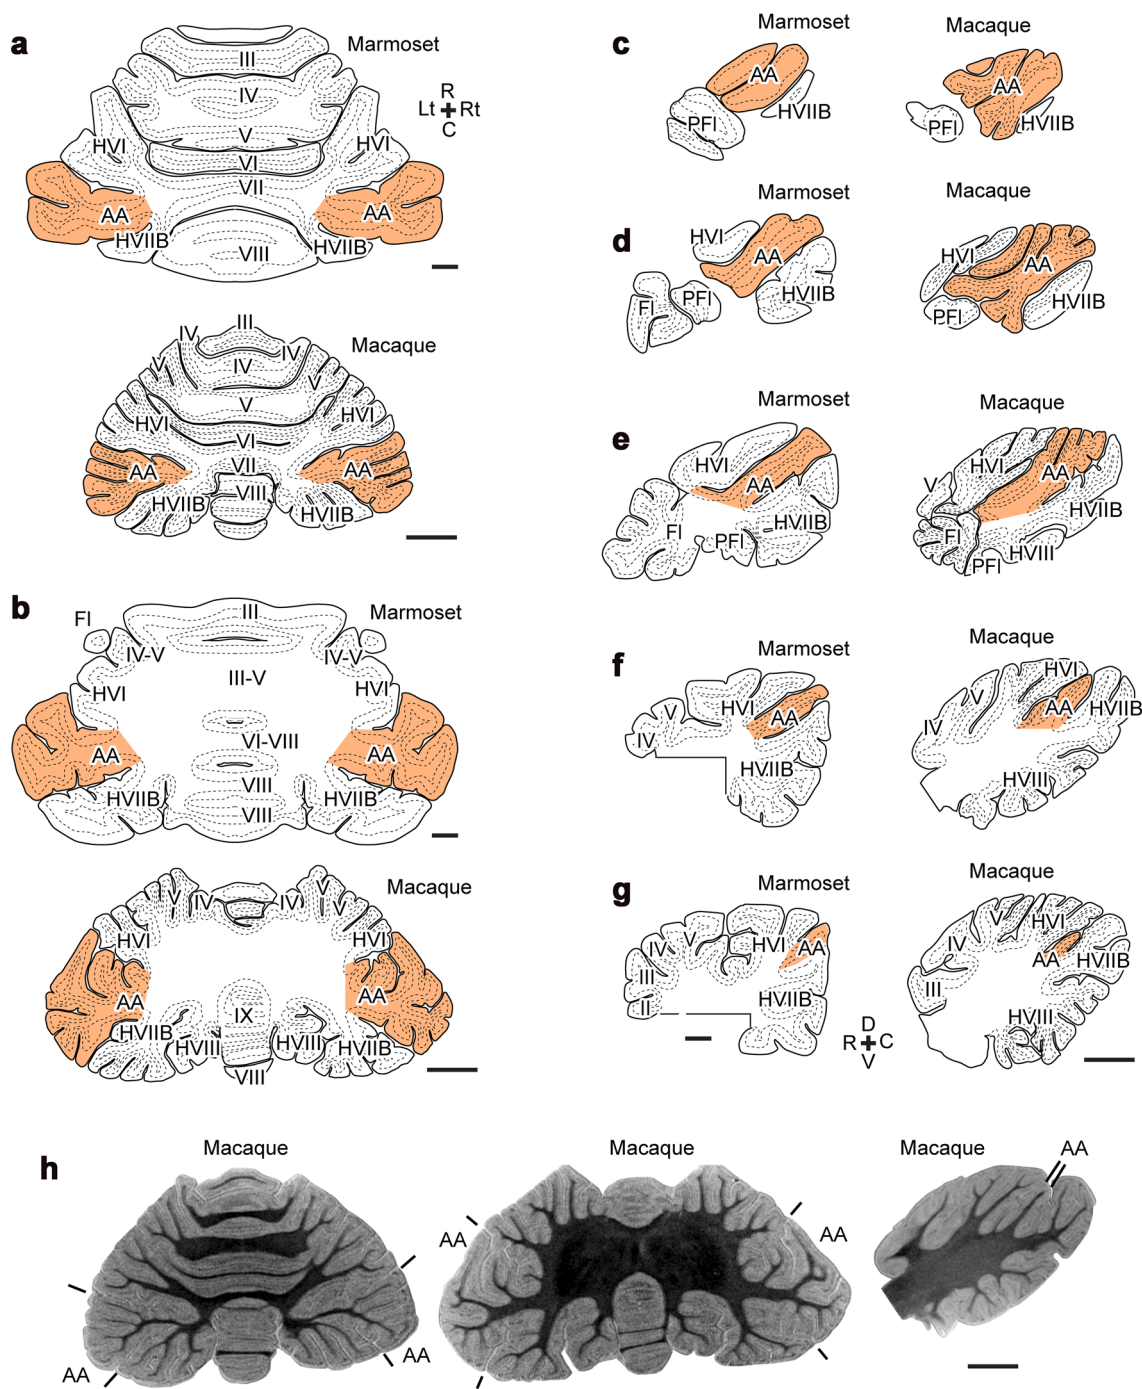 a
Marmoset
III
R
IV
Lt Rt
C
V
HVI
HVI
VI
VII
AA
AA
HVIIB
HVIIB
VIII
III
IV
IV
Macaque
V
IV
V
V
HVI
HVI
VI
AA
VII
AA
VIII
HVIIB
HVIIB
b
Marmoset
Fl
III
IV-V
IV-V
III-V
HVI
HVI
VI-VIII
AA
AA
VIII
HVIIB
HVIIB
VIII
Macaque
V
IV
IV
V
V
HVI
HVI
AA
AA
IX
HVIIB
HVIII
HVIII
HVIIB
VIII
c
Marmoset
Macaque
AA
AA
PFl
HVIIB
PFl
HVIIB
d
Marmoset
Macaque
HVI
AA
HVI
AA
Fl
PFl
HVIIB
PFl
HVIIB
e
Marmoset
Macaque
HVI
AA
HVI
AA
V
Fl
PFl
HVIIB
Fl
PFl
HVIII
HVIIB
f
Marmoset
Macaque
V
HVI
AA
IV
HVIIB
HVI
V
AA
HVIIB
IV
HVIII
g
Marmoset
Macaque
IV
V
HVI
AA
III
II
HVIIB
V
HVI
IV
AA
HVIIB
III
HVIII
D
R C
V
h
Macaque
Macaque
Macaque
AA
AA
AA
AA
AA